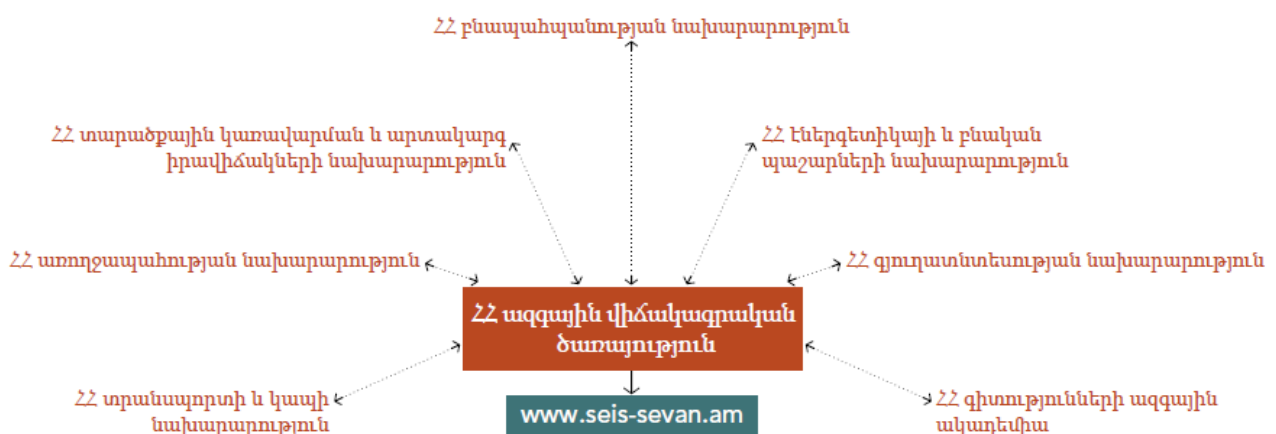 ՀՀ բնապահպանության նախարարություն
ՀՀ տարածքային կառավարման և արտակարգ
իրավիճակների նախարարություն
ՀՀ էներգետիկայի և բնական
պաշարների նախարարություն
ՀՀ առողջապահության նախարարություն
ՀՀ գյուղատնտեսության նախարարություն
ՀՀ ազգային վիճակագրական
ծառայություն
ՀՀ տրանսպորտի և կապի
նախարարություն
www.seis-sevan.am
ՀՀ գիտությունների ազգային
ակադեմիա